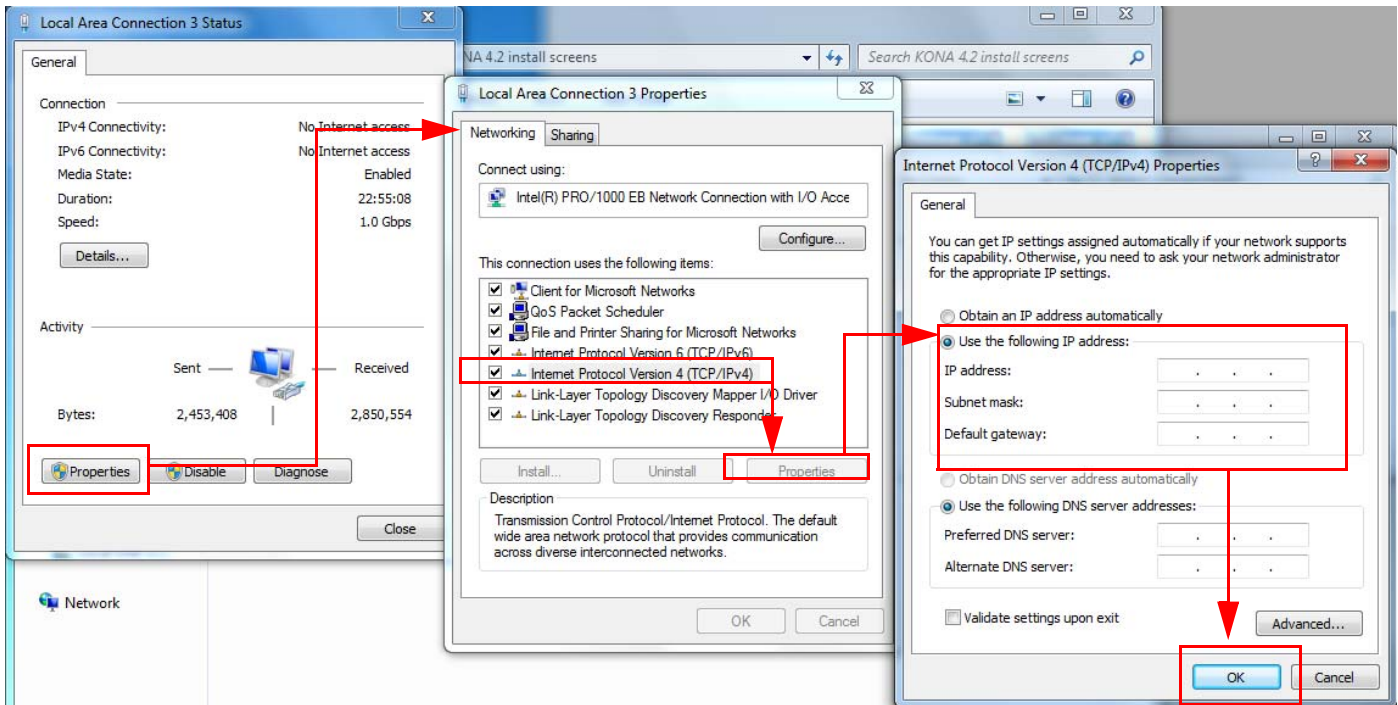 Local Area Connection 3 Status
General
Connection
IPv4 Connectivity: No Internet access
IPv6 Connectivity: No Internet access
Media State: Enabled
Duration: 22:55:08
Speed: 1.0 Gbps
Details...
Activity
Sent Received
Bytes: 2,453,408 2,850,554
Properties Disable Diagnose
Close
Network
NA 4.2 install screens
Search KONA 4.2 install screens
Local Area Connection 3 Properties
Networking Sharing
Connect using:
Intel(R) PRO/1000 EB Network Connection with I/O Acce
Configure...
This connection uses the following items:
Client for Microsoft Networks
QoS Packet Scheduler
File and Printer Sharing for Microsoft Networks
Internet Protocol Version 6 (TCP/IPv6)
Internet Protocol Version 4 (TCP/IPv4)
Link-Layer Topology Discovery Mapper I/O Driver
Link-Layer Topology Discovery Responder
Install... Uninstall Properties
Description
Transmission Control Protocol/Internet Protocol. The default
wide area network protocol that provides communication
across diverse interconnected networks.
OK Cancel
Internet Protocol Version 4 (TCP/IPv4) Properties
General
You can get IP settings assigned automatically if your network supports
this capability. Otherwise, you need to ask your network administrator
for the appropriate IP settings.
Obtain an IP address automatically
Use the following IP address:
IP address: . . .
Subnet mask: . . .
Default gateway: . . .
Obtain DNS server address automatically
Use the following DNS server addresses:
Preferred DNS server: . . .
Alternate DNS server: . . .
Validate settings upon exit
Advanced...
OK Cancel